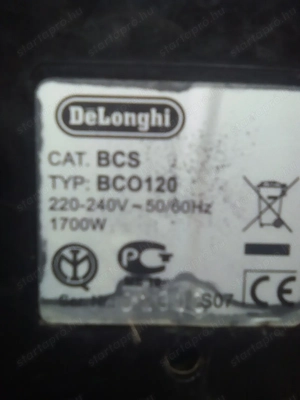 DeLonghi
CAT. BCS
TYP: BCO120
220-240V ~ 50/60Hz
1700W
S07
CE